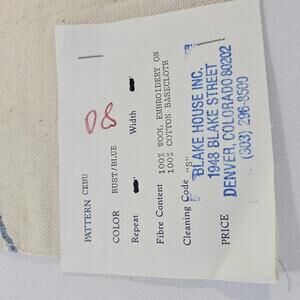 D8
PATTERN CEBU
COLOR RUST/BLUE
Repeat
Width
Fibre Content 100% WOOL EMBROIDERY ON
100% COTTON BASECLOTH
Cleaning Code "S"
PRICE
BLAKE HOUSE INC.
1948 BLAKE STREET
DENVER, COLORADO 80202
(303) 296-8500